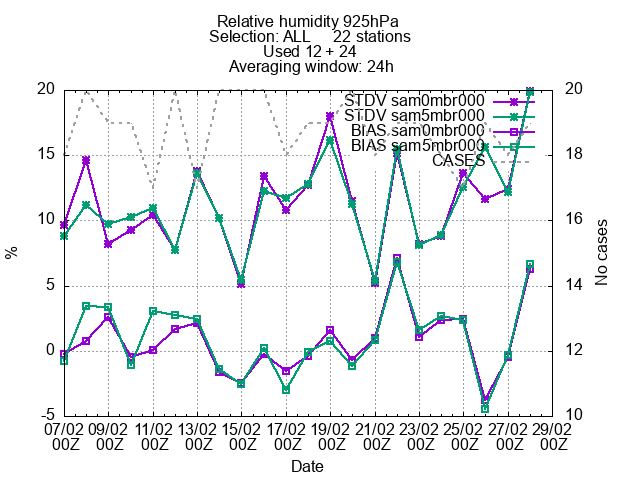 Relative humidity 925hPa
Selection: ALL 22 stations
Used 12 + 24
Averaging window: 24h
STDV sam0mbr000
STDV sam5mbr000
BIAS sam0mbr000
BIAS sam5mbr000
CASES
20
15
10
5
0
-5
%
20
18
16
14
12
10
No cases
07/02 09/02 11/02 13/02 15/02 17/02 19/02 21/02 23/02 25/02 27/02 29/02
00Z 00Z 00Z 00Z 00Z 00Z 00Z 00Z 00Z 00Z 00Z 00Z
Date